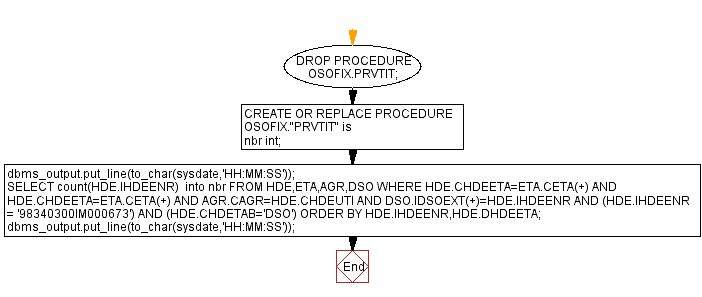 DROP PROCEDURE
OSOFIX.PRVTIT;
CREATE OR REPLACE PROCEDURE
OSOFIX."PRVTIT" is
nbr int;
dbms_output.put_line(to_char(sysdate,'HH:MM:SS'));
SELECT count(HDE.IHDEENR)  into nbr FROM HDE,ETA,AGR,DSO WHERE HDE.CHDEETA=ETA.CETA(+) AND
HDE.CHDEETA=ETA.CETA(+) AND AGR.CAGR=HDE.CHDEUTI AND DSO.IDSOEXT(+)=HDE.IHDEENR AND (HDE.IHDEENR
= '98340300IM000673') AND (HDE.CHDETAB='DSO') ORDER BY HDE.IHDEENR,HDE.DHDEETA;
dbms_output.put_line(to_char(sysdate,'HH:MM:SS'));
End